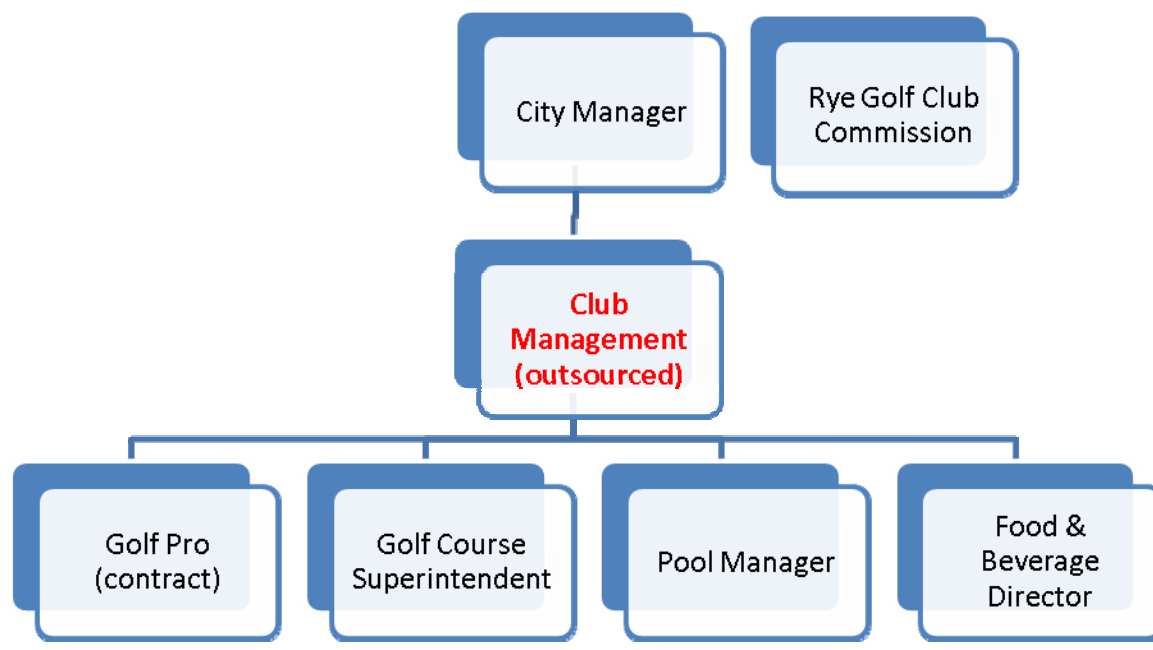 City Manager
Rye Golf Club
Commission
Club
Management
(outsourced)
Golf Pro
(contract)
Golf Course
Superintendent
Pool Manager
Food &
Beverage
Director